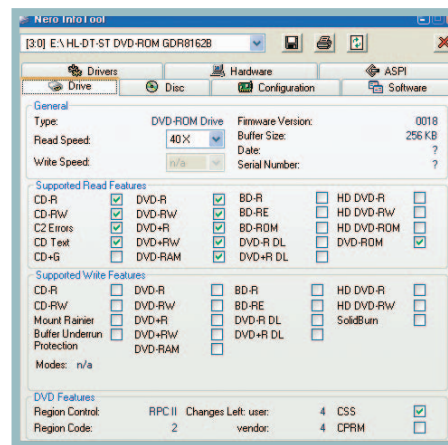 Nero InfoTool
[3:0] E:\ HL-DT-ST DVD-ROM GDR8162B
Drivers Hardware ASPI
Drive Disc Configuration Software
General
Type: DVD-ROM Drive Firmware Version: 0018
Read Speed: 40 X Buffer Size: 256 KB
Date: ?
Write Speed: n/a Serial Number: ?
Supported Read Features
CD-R DVD-R BD-R HD DVD-R
CD-RW DVD-RW BD-RE HD DVD-RW
C2 Errors DVD+R BD-ROM HD DVD-ROM
CD Text DVD+RW DVD-R DL DVD-ROM
CD+G DVD-RAM DVD+R DL
Supported Write Features
CD-R DVD-R BD-R HD DVD-R
CD-RW DVD-RW BD-RE HD DVD-RW
Mount Rainier DVD+R DVD-R DL SolidBurn
Buffer Underrun DVD+RW DVD+R DL
Protection DVD-RAM
Modes: n/a
DVD Features
Region Control: RPC II Changes Left: user: 4 CSS
Region Code: 2 vendor: 4 CPRM